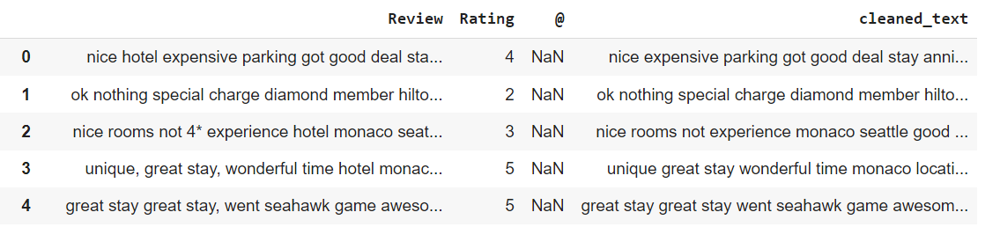 Review Rating @ cleaned_text
0 nice hotel expensive parking got good deal sta... 4 NaN nice expensive parking got good deal stay anni...
1 ok nothing special charge diamond member hilto... 2 NaN ok nothing special charge diamond member hilto...
2 nice rooms not 4* experience hotel monaco seat... 3 NaN nice rooms not experience monaco seattle good ...
3 unique, great stay, wonderful time hotel monac... 5 NaN unique great stay wonderful time monaco locati...
4 great stay great stay, went seahawk game aweso... 5 NaN great stay great stay went seahawk game awesom...